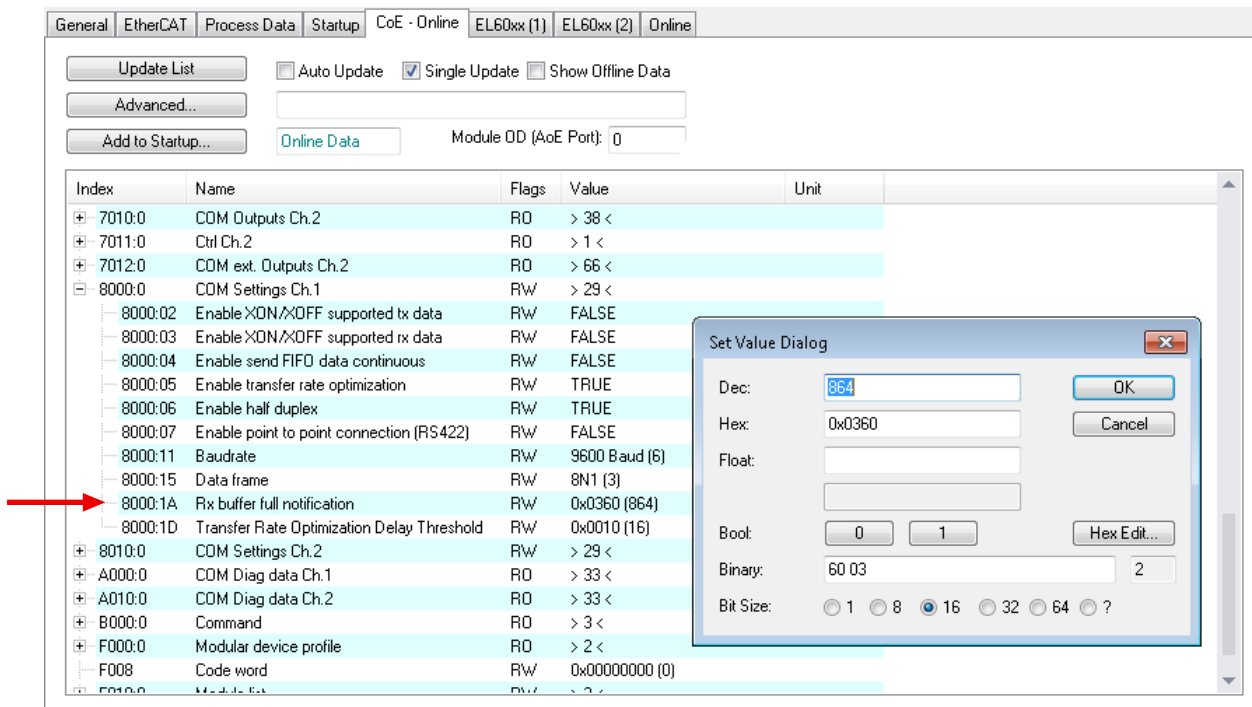 General EtherCAT Process Data Startup CoE - Online EL60xx (1) EL60xx (2) Online
Update List Auto Update Single Update Show Offline Data
Advanced...
Add to Startup... Online Data Module OD (AoE Port): 0
Index Name Flags Value Unit
7010:0 COM Outputs Ch.2 RO > 38 <
7011:0 Ctrl Ch.2 RO > 1 <
7012:0 COM ext. Outputs Ch.2 RO > 66 <
8000:0 COM Settings Ch.1 RW > 29 <
8000:02 Enable XON/XOFF supported tx data RW FALSE
8000:03 Enable XON/XOFF supported rx data RW FALSE
8000:04 Enable send FIFO data continuous RW FALSE
8000:05 Enable transfer rate optimization RW TRUE
8000:06 Enable half duplex RW TRUE
8000:07 Enable point to point connection (RS422) RW FALSE
8000:11 Baudrate RW 9600 Baud (6)
8000:15 Data frame RW 8N1 (3)
8000:1A Rx buffer full notification RW 0x0360 (864)
8000:1D Transfer Rate Optimization Delay Threshold RW 0x0010 (16)
8010:0 COM Settings Ch.2 RW > 29 <
A000:0 COM Diag data Ch.1 RO > 33 <
A010:0 COM Diag data Ch.2 RO > 33 <
B000:0 Command RO > 3 <
F000:0 Modular device profile RO > 2 <
F008 Code word RW 0x00000000 (0)
Set Value Dialog
Dec: 864 OK
Hex: 0x0360 Cancel
Float:
Bool: 0 1 Hex Edit...
Binary: 60 03 2
Bit Size: 1 8 16 32 64 ?